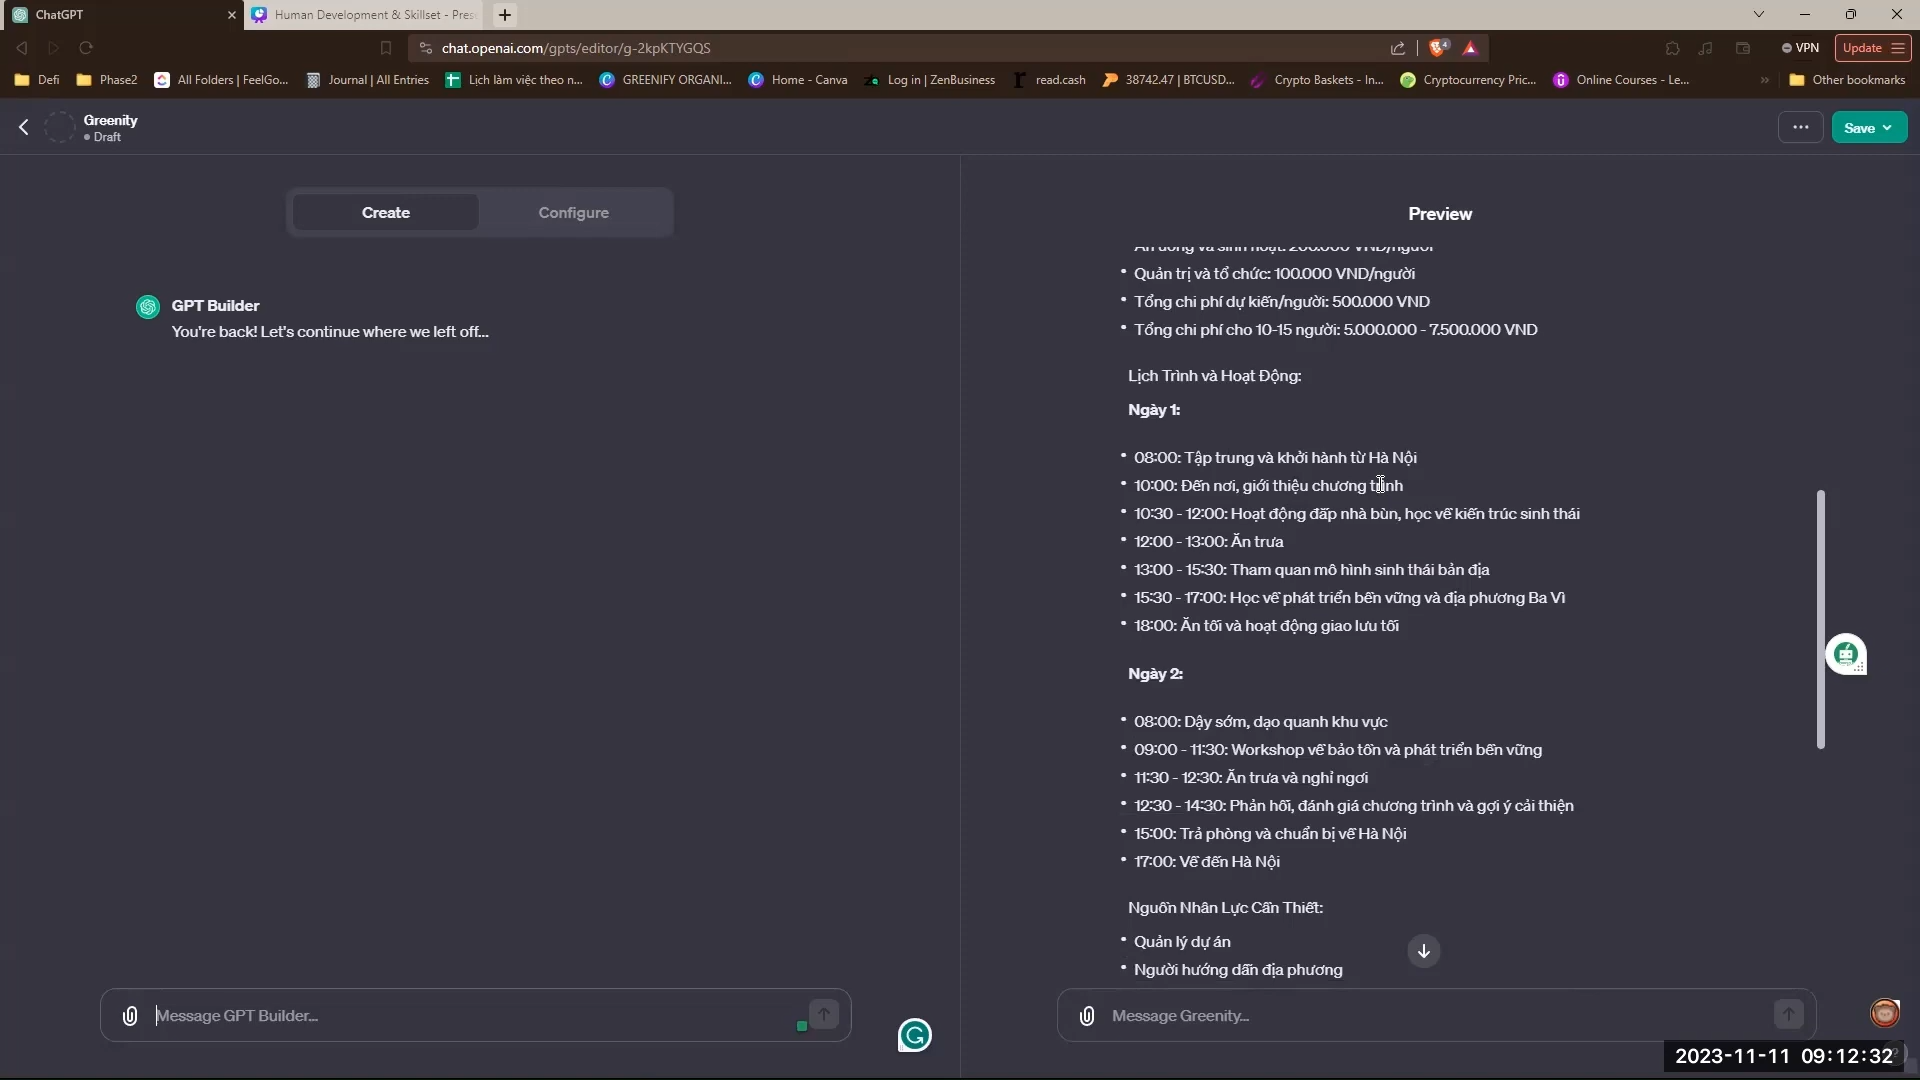 ChatGPT
Human Development & Skillset - Pres
chat.openai.com/gpts/editor/g-2kpKTYGQS
VPN
Update
Defi
Phase2
All Folders | FeelGo...
Journal | All Entries
Lịch làm việc theo n...
GREENIFY ORGANI...
Home - Canva
Log in | ZenBusiness
read.cash
38742.47 | BTCUSD...
Crypto Baskets - In...
Cryptocurrency Pric...
Online Courses - Le...
Other bookmarks
Greenity
Draft
Save
Create
Configure
Preview
GPT Builder
You're back! Let's continue where we left off...
Ăn uống và sinh hoạt: 200.000 VND/người
• Quản trị và tổ chức: 100.000 VND/người
• Tổng chi phí dự kiến/người: 500.000 VND
• Tổng chi phí cho 10-15 người: 5.000.000 - 7.500.000 VND
Lịch Trình và Hoạt Động:
Ngày 1:
• 08:00: Tập trung và khởi hành từ Hà Nội
• 10:00: Đến nơi, giới thiệu chương trình
• 10:30 - 12:00: Hoạt động đắp nhà bùn, học về kiến trúc sinh thái
• 12:00 - 13:00: Ăn trưa
• 13:00 - 15:30: Tham quan mô hình sinh thái bản địa
• 15:30 - 17:00: Học về phát triển bền vững và địa phương Ba Vì
• 18:00: Ăn tối và hoạt động giao lưu tối
Ngày 2:
• 08:00: Dậy sớm, dạo quanh khu vực
• 09:00 - 11:30: Workshop về bảo tồn và phát triển bền vững
• 11:30 - 12:30: Ăn trưa và nghỉ ngơi
• 12:30 - 14:30: Phản hồi, đánh giá chương trình và gợi ý cải thiện
• 15:00: Trả phòng và chuẩn bị về Hà Nội
• 17:00: Về đến Hà Nội
Nguồn Nhân Lực Cần Thiết:
• Quản lý dự án
• Người hướng dẫn địa phương
Message GPT Builder...
Message Greenity...
2023-11-11 09:12:32